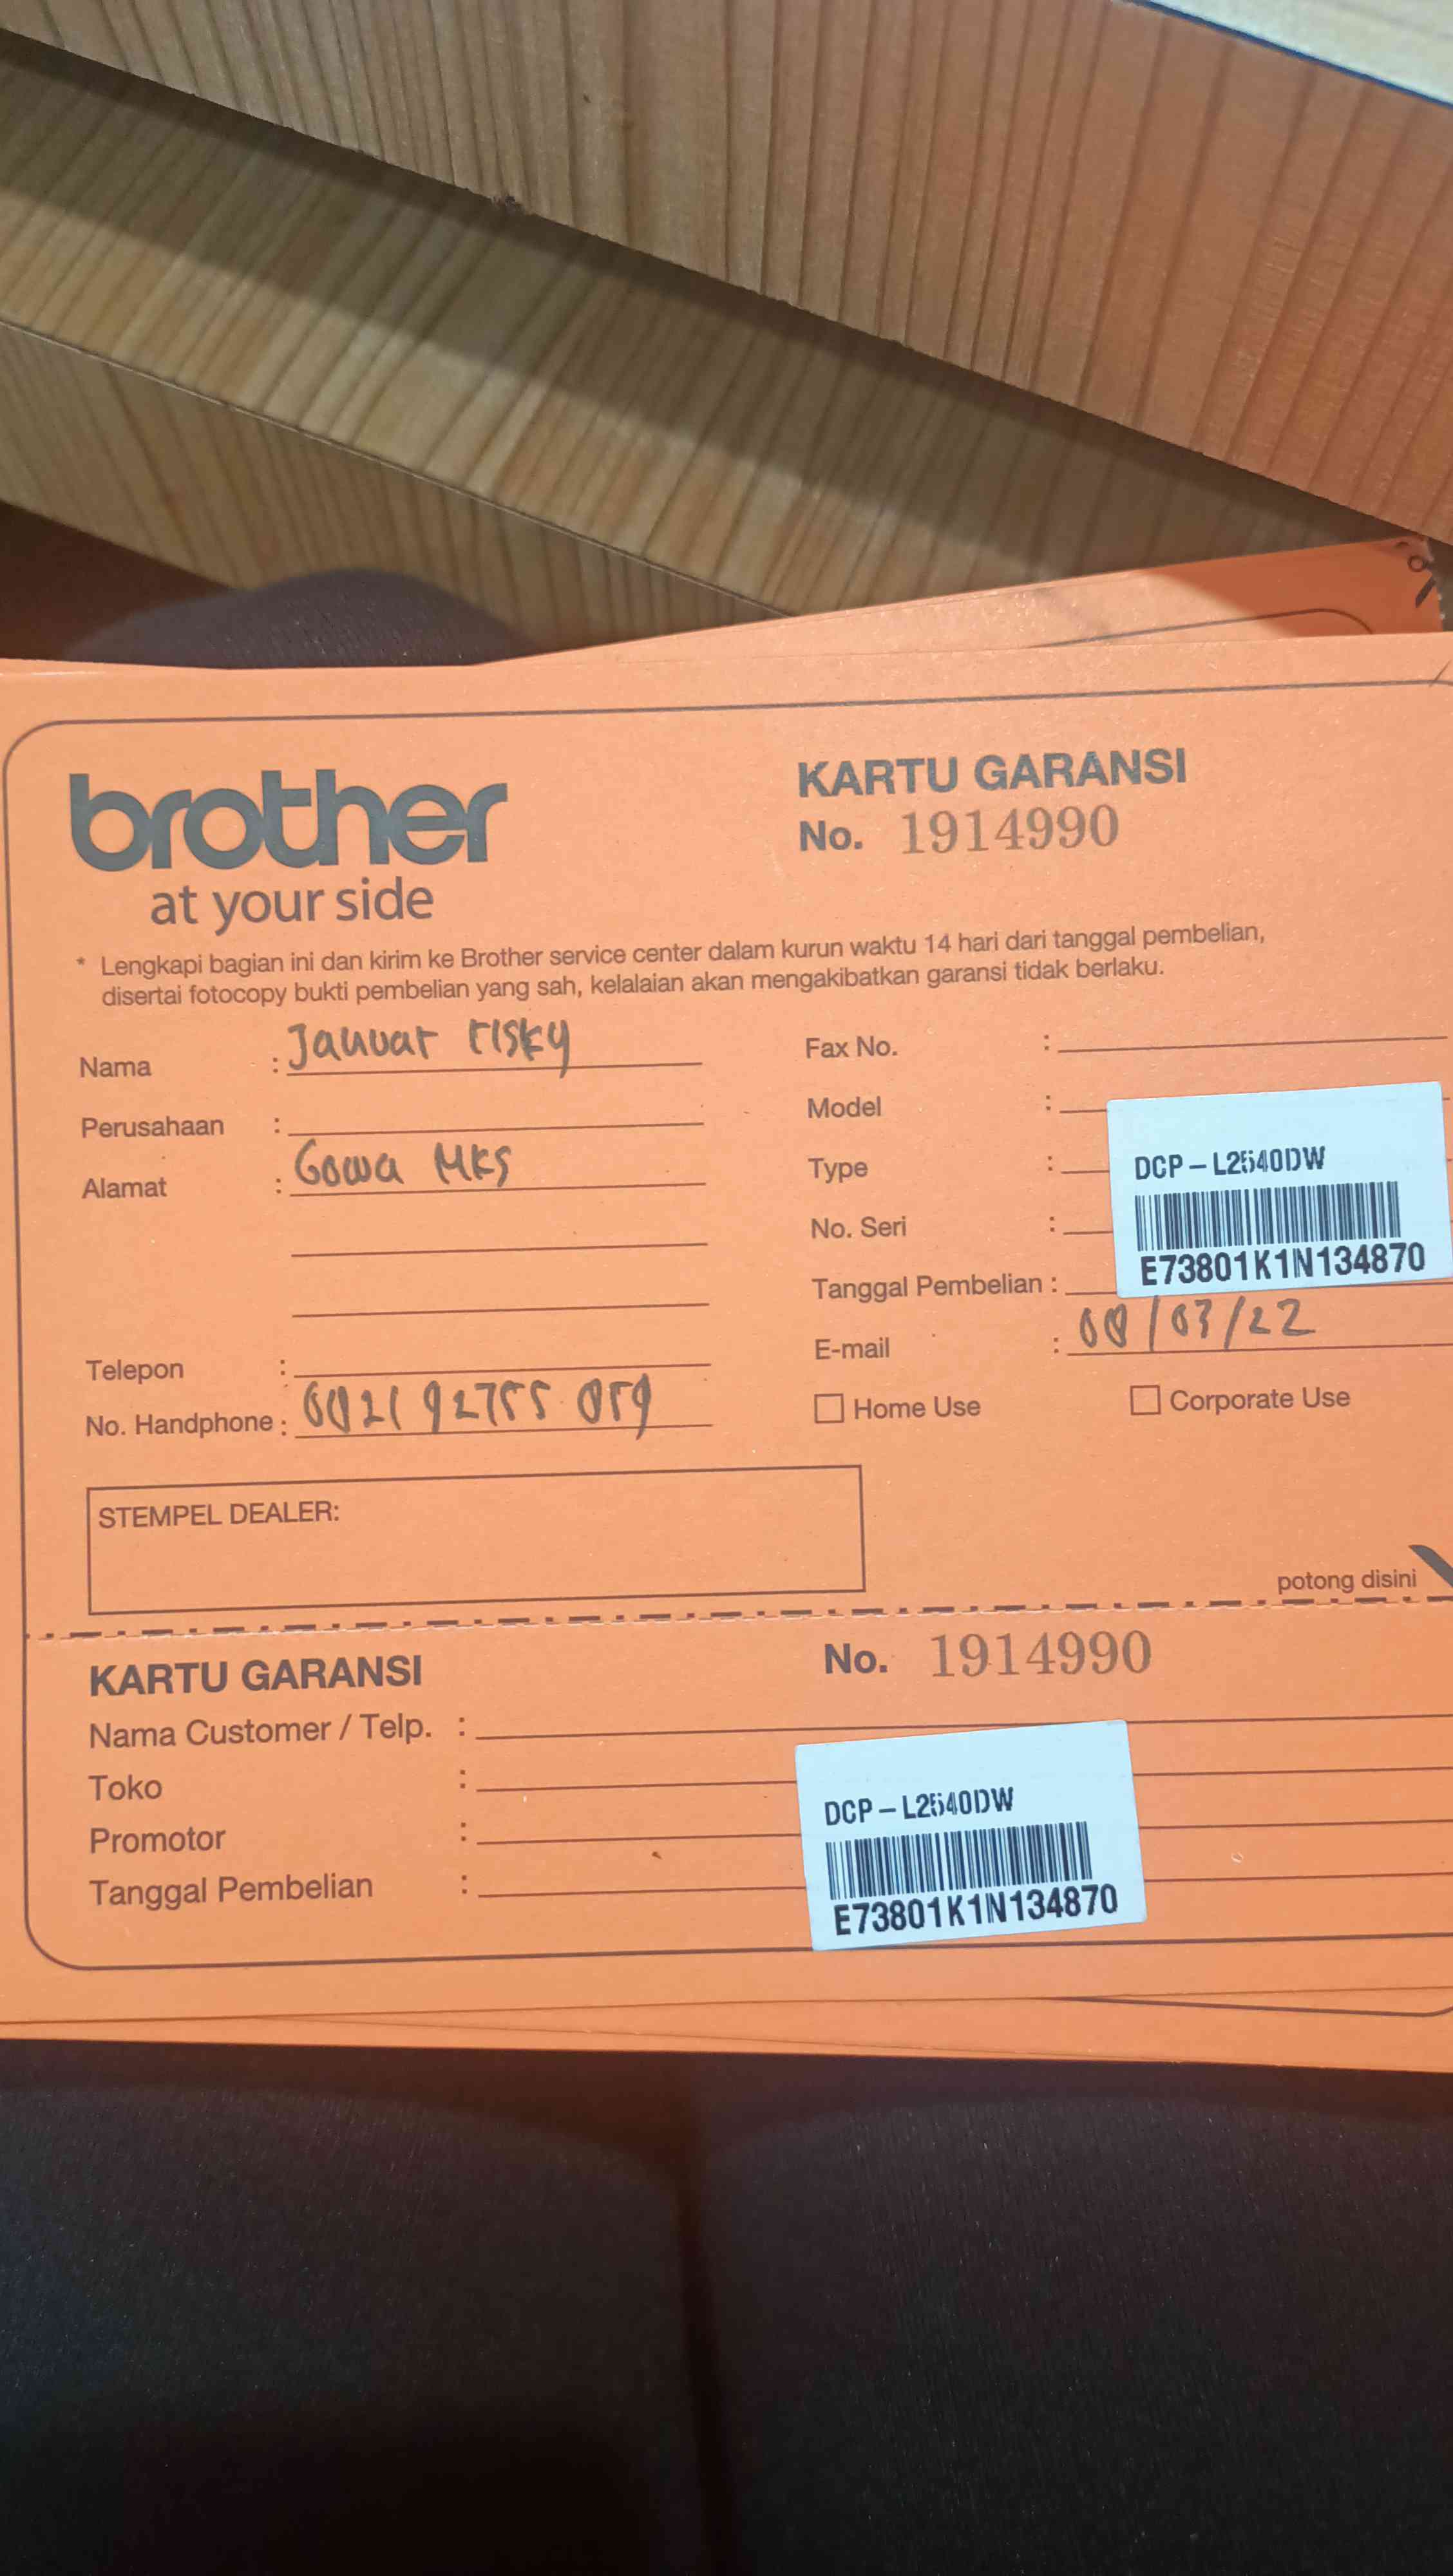 brother
at your side
KARTU GARANSI
No. 1914990
* Lengkapi bagian ini dan kirim ke Brother service center dalam kurun waktu 14 hari dari tanggal pembelian,
disertai fotocopy bukti pembelian yang sah, kelalaian akan mengakibatkan garansi tidak berlaku.
Nama : Januar risky
Perusahaan :
Alamat : Gowa MKS
Telepon :
No. Handphone :
Fax No. :
Model :
Type :
No. Seri :
DCP – L2540DW
E73801K1N134870
Tanggal Pembelian :
E-mail : 08/03/22
Home Use
Corporate Use
STEMPEL DEALER:
potong disini
KARTU GARANSI
No. 1914990
Nama Customer / Telp. :
Toko :
Promotor :
Tanggal Pembelian :
DCP – L2540DW
E73801K1N134870